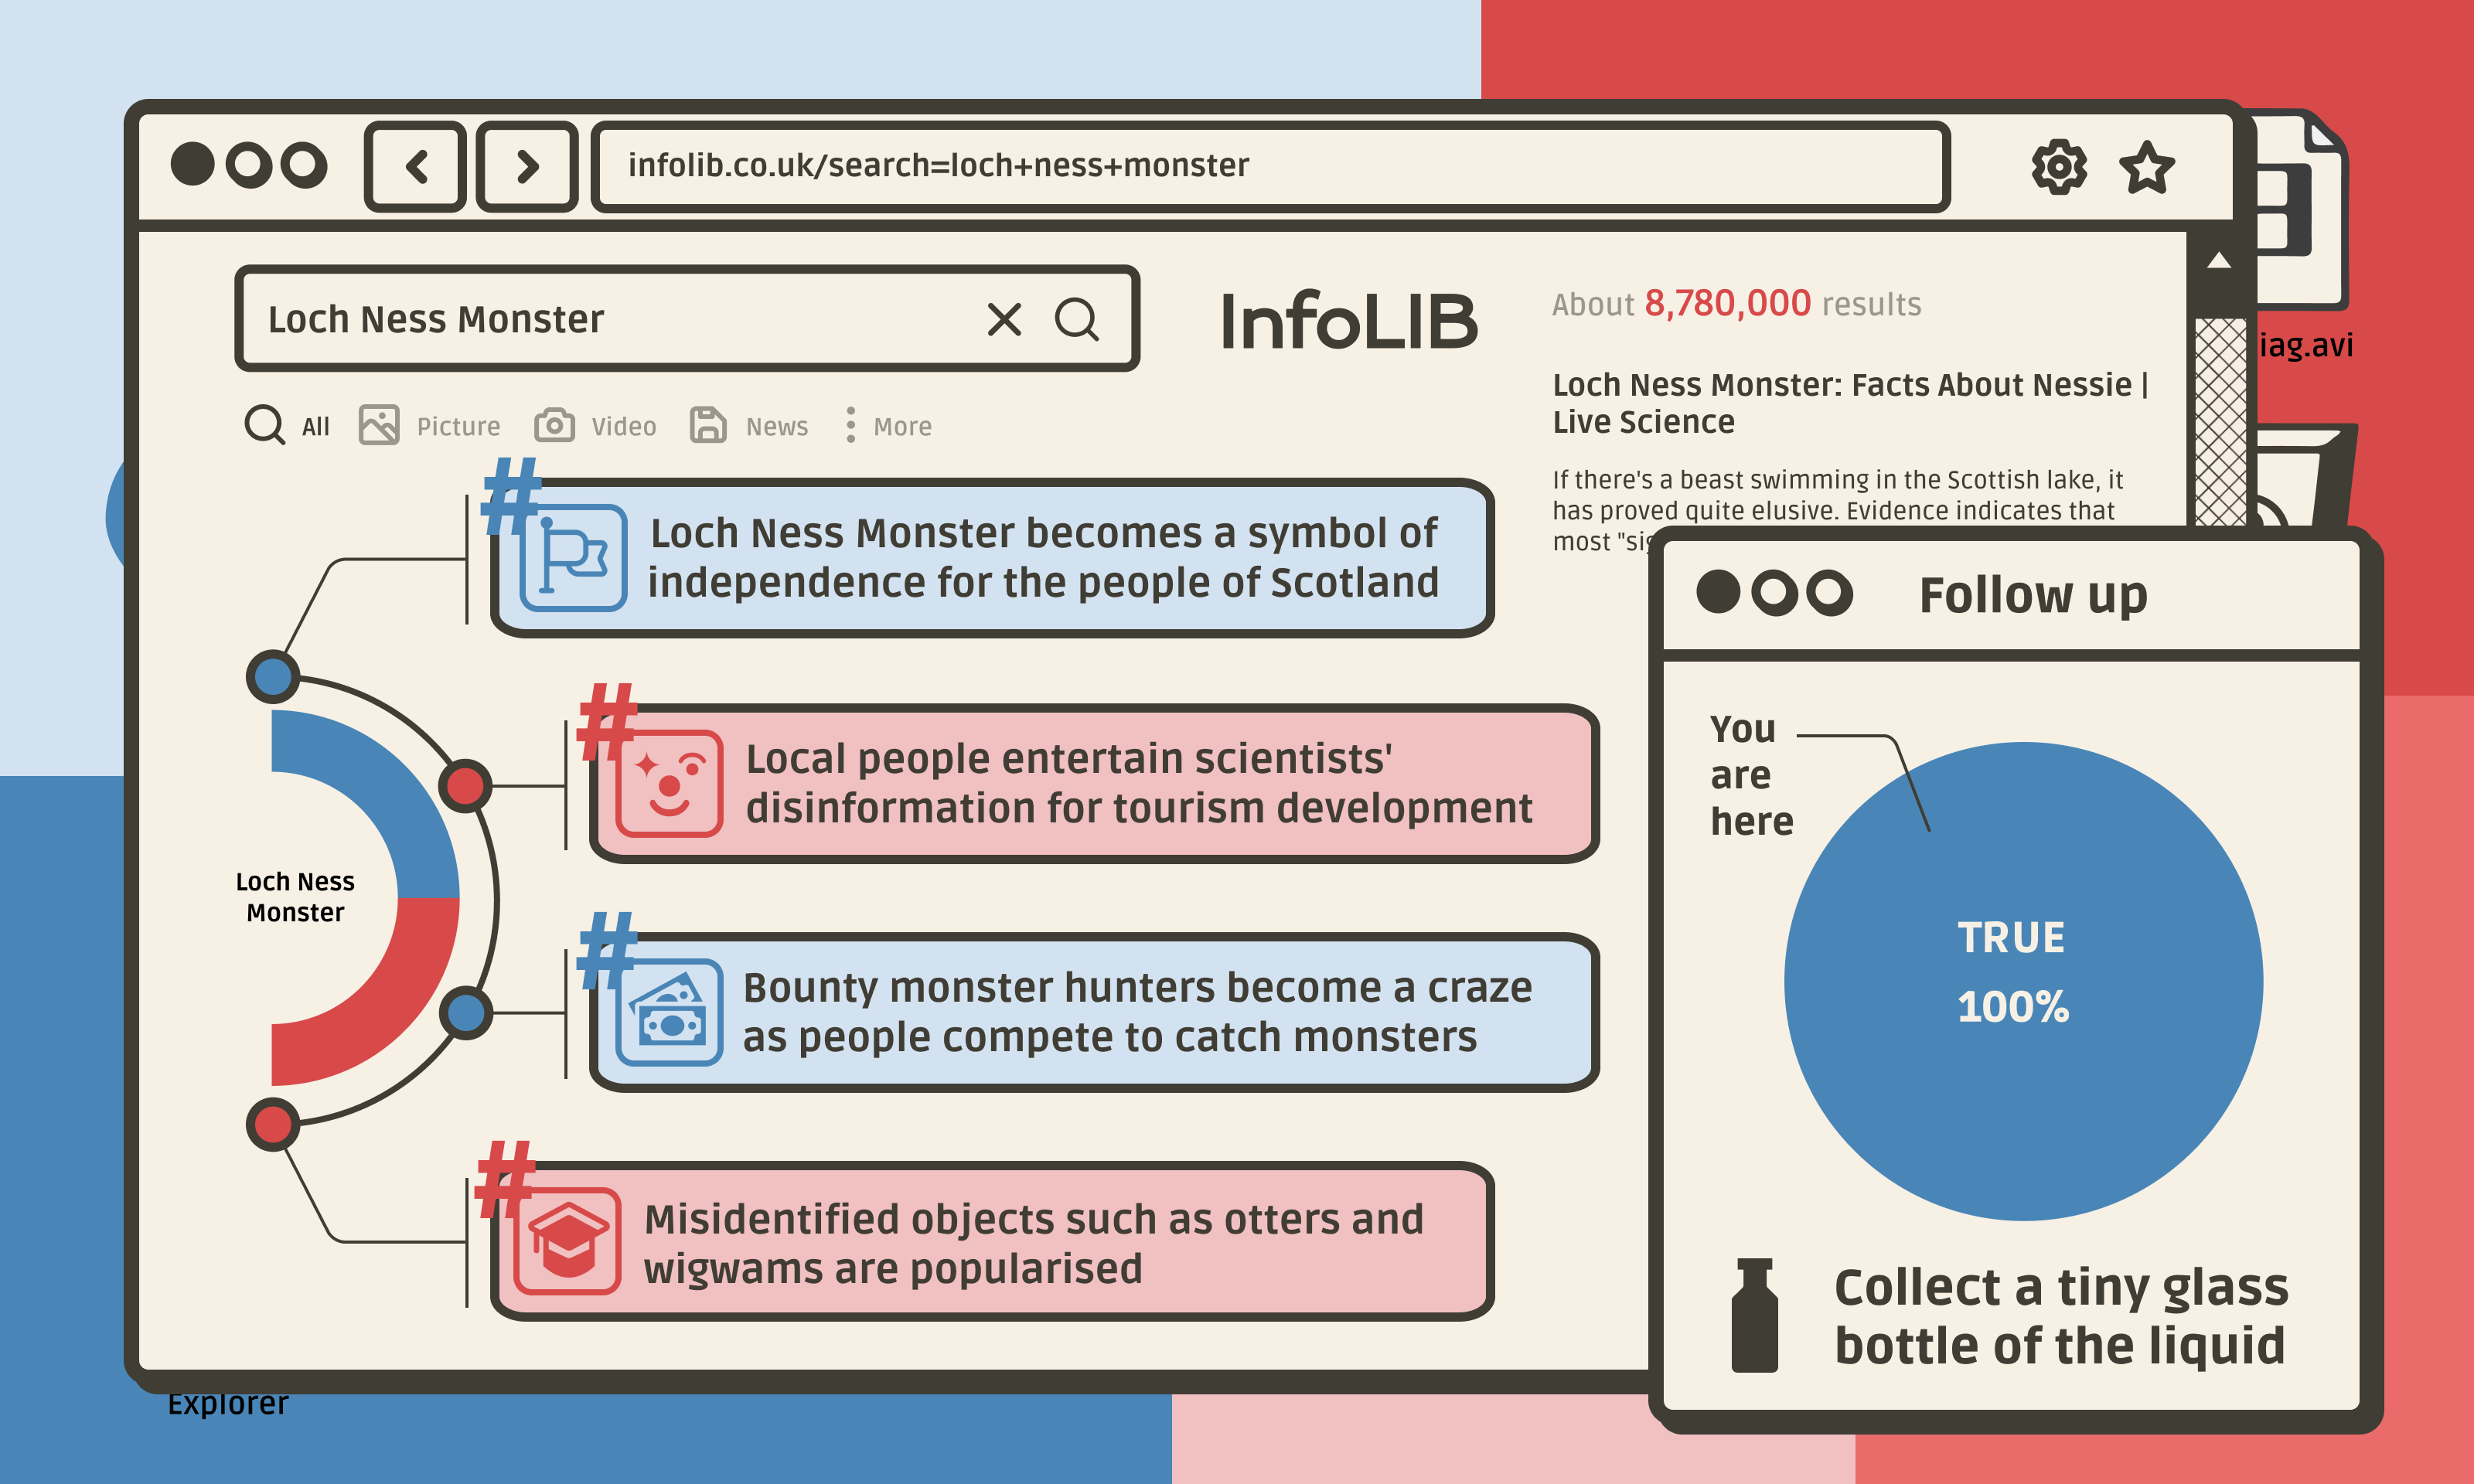 infolib.co.uk/search=loch+ness+monster
Loch Ness Monster
InfoLIB
About 8,780,000 results
All
Picture
Video
News
More
Loch Ness Monster: Facts About Nessie |
Live Science
If there's a beast swimming in the Scottish lake, it
has proved quite elusive. Evidence indicates that
most "sig
iag.avi
#
Loch Ness Monster becomes a symbol of
independence for the people of Scotland
#
Local people entertain scientists'
disinformation for tourism development
Loch Ness
Monster
#
Bounty monster hunters become a craze
as people compete to catch monsters
#
Misidentified objects such as otters and
wigwams are popularised
Follow up
You
are
here
TRUE
100%
Collect a tiny glass
bottle of the liquid
Explorer